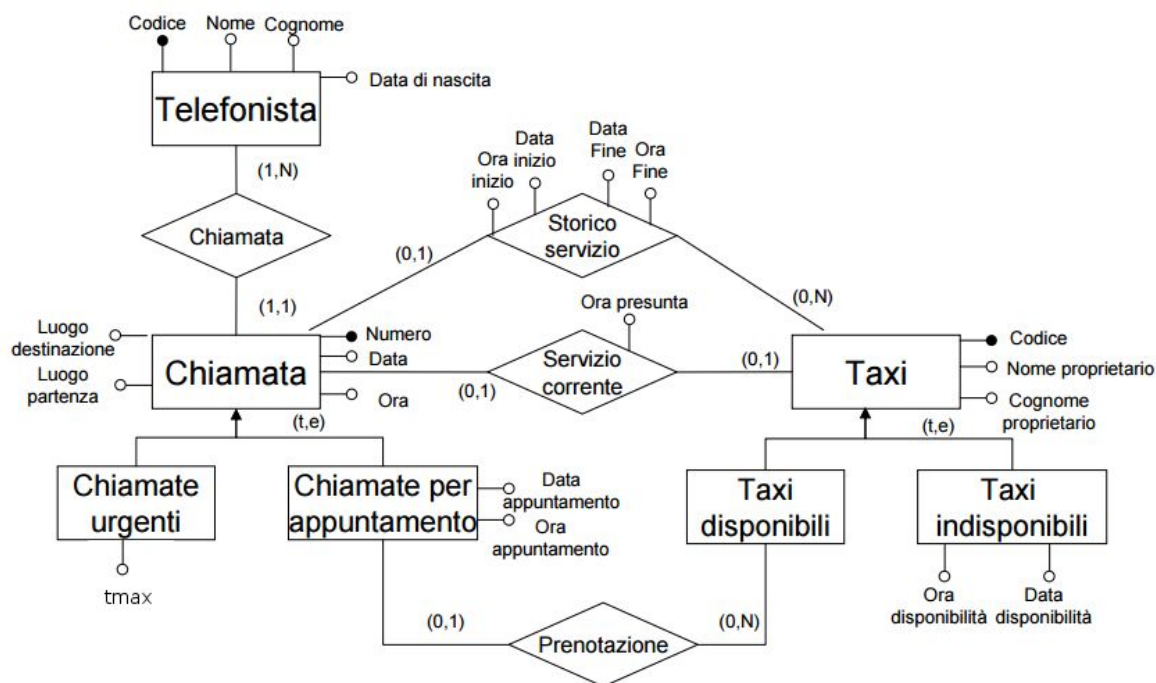 Codice Nome Cognome
Data di nascita
Telefonista
(1,N)
Ora
inizio
Data
inizio
Data
Fine
Ora
Fine
Chiamata
Storico
servizio
(0,1)
(0,N)
(1,1)
Ora presunta
Luogo
destinazione
Luogo
partenza
Chiamata
Numero
Data
Ora
(0,1)
Servizio
corrente
(0,1)
Taxi
Codice
Nome proprietario
Cognome
proprietario
(t,e)
(t,e)
Chiamate
urgenti
Chiamate per
appuntamento
Data
appuntamento
Ora
appuntamento
Taxi
disponibili
Taxi
indisponibili
tmax
Ora
disponibilità
Data
disponibilità
(0,1)
Prenotazione
(0,N)